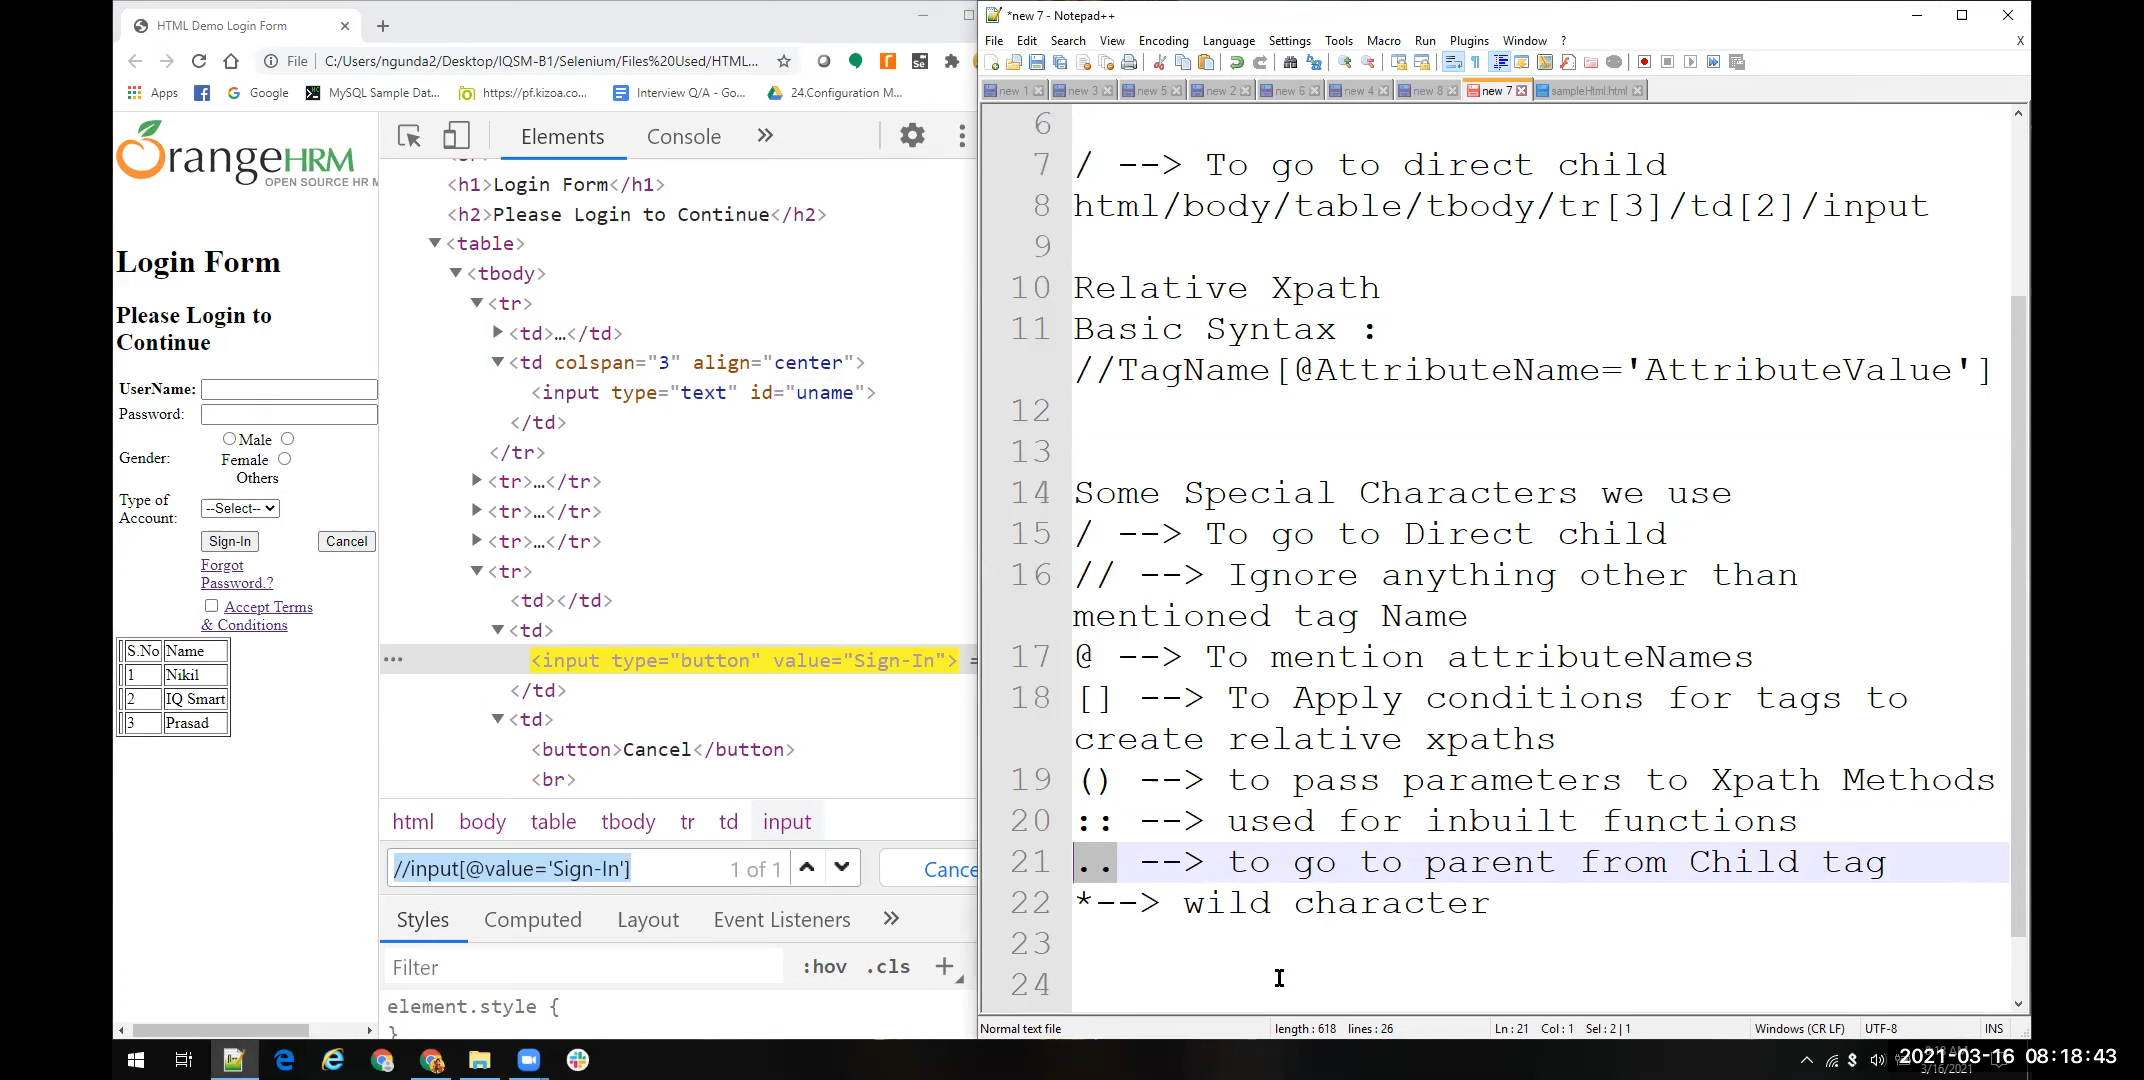 HTML Demo Login Form
File
C:/Users/ngunda2/Desktop/IQSM-B1/Selenium/Files%20Used/HTML...
Apps
Google
MySQL Sample Dat...
https://pf.kizoa.co...
Interview Q/A - Go...
24.Configuration M...
OrangeHRM
OPEN SOURCE HR M
Login Form
Please Login to
Continue
UserName:
Password:
Gender:
Male
Female
Others
Type of
Account:
--Select--
Sign-In
Cancel
Forgot
Password.?
Accept Terms
& Conditions
S.No Name
1 Nikil
2 IQ Smart
3 Prasad
Elements
Console
<h1>Login Form</h1>
<h2>Please Login to Continue</h2>
<table>
<tbody>
<tr>
<td>…</td>
<td colspan="3" align="center">
<input type="text" id="uname">
</td>
</tr>
<tr>…</tr>
<tr>…</tr>
<tr>…</tr>
<tr>
<td></td>
<td>
<input type="button" value="Sign-In"> =
</td>
<td>
<button>Cancel</button>
<br>
html body table tbody tr td input
//input[@value='Sign-In']
1 of 1
Cance
Styles
Computed
Layout
Event Listeners
Filter
:hov .cls
element.style {
}
*new 7 - Notepad++
File Edit Search View Encoding Language Settings Tools Macro Run Plugins Window ?
X
new 1
new 3
new 5
new 2
new 6
new 4
new 8
new 7
sampleHtml.html
6
7 / --> To go to direct child
8 html/body/table/tbody/tr[3]/td[2]/input
9
10 Relative Xpath
11 Basic Syntax :
//TagName[@AttributeName='AttributeValue']
12
13
14 Some Special Characters we use
15 / --> To go to Direct child
16 // --> Ignore anything other than
mentioned tag Name
17 @ --> To mention attributeNames
18 [] --> To Apply conditions for tags to
create relative xpaths
19 () --> to pass parameters to Xpath Methods
20 :: --> used for inbuilt functions
21 .. --> to go to parent from Child tag
22 *--> wild character
23
24
Normal text file
length : 618 lines : 26
Ln : 21 Col : 1 Sel : 2 | 1
Windows (CR LF)
UTF-8
INS
2021-03-16 08:18:43
3/16/2021